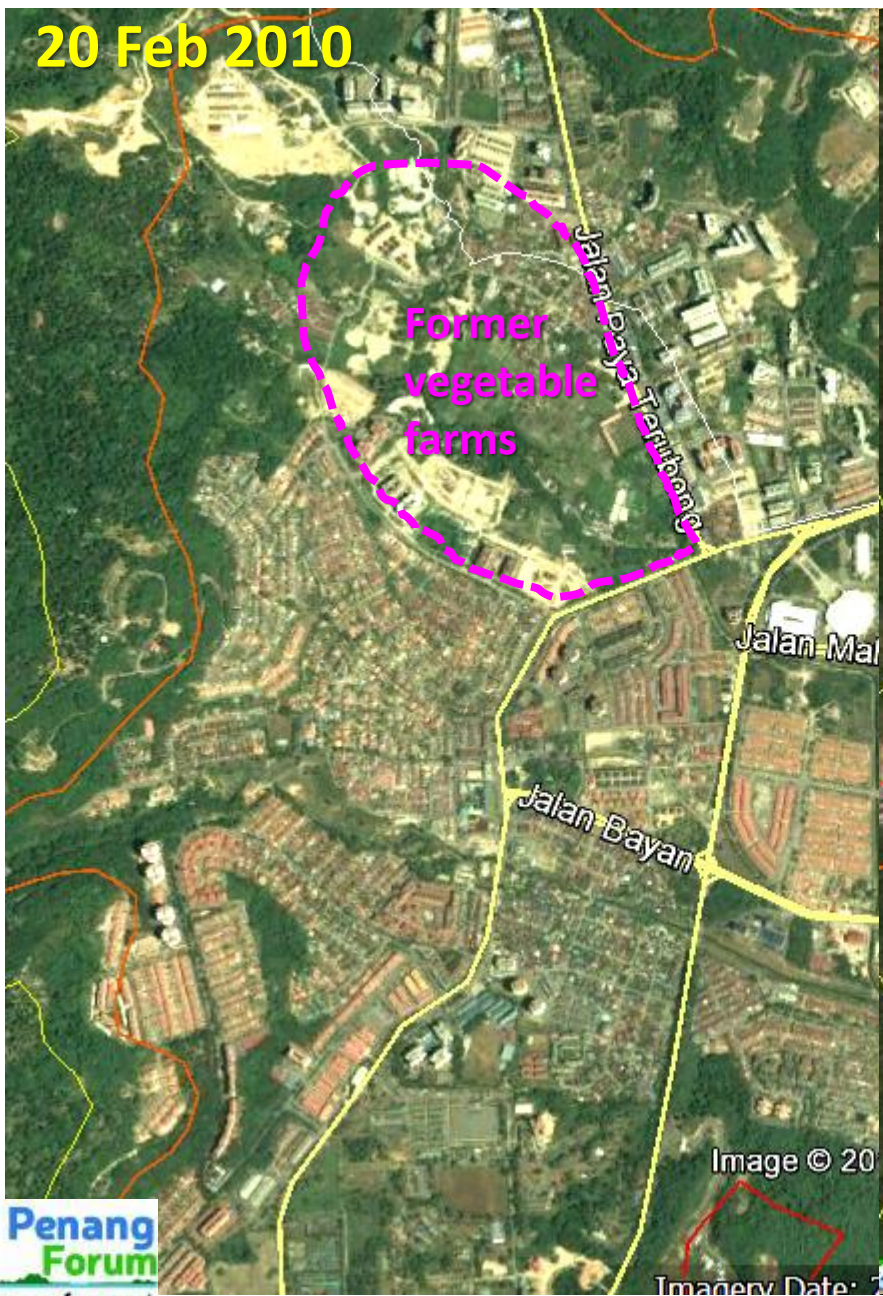 20 Feb 2010
Jalan Paya Terubong
Former
vegetable
farms
Jalan Mal
Jalan Bayan
Image © 20
Penang
Forum
Imagery Date: 2